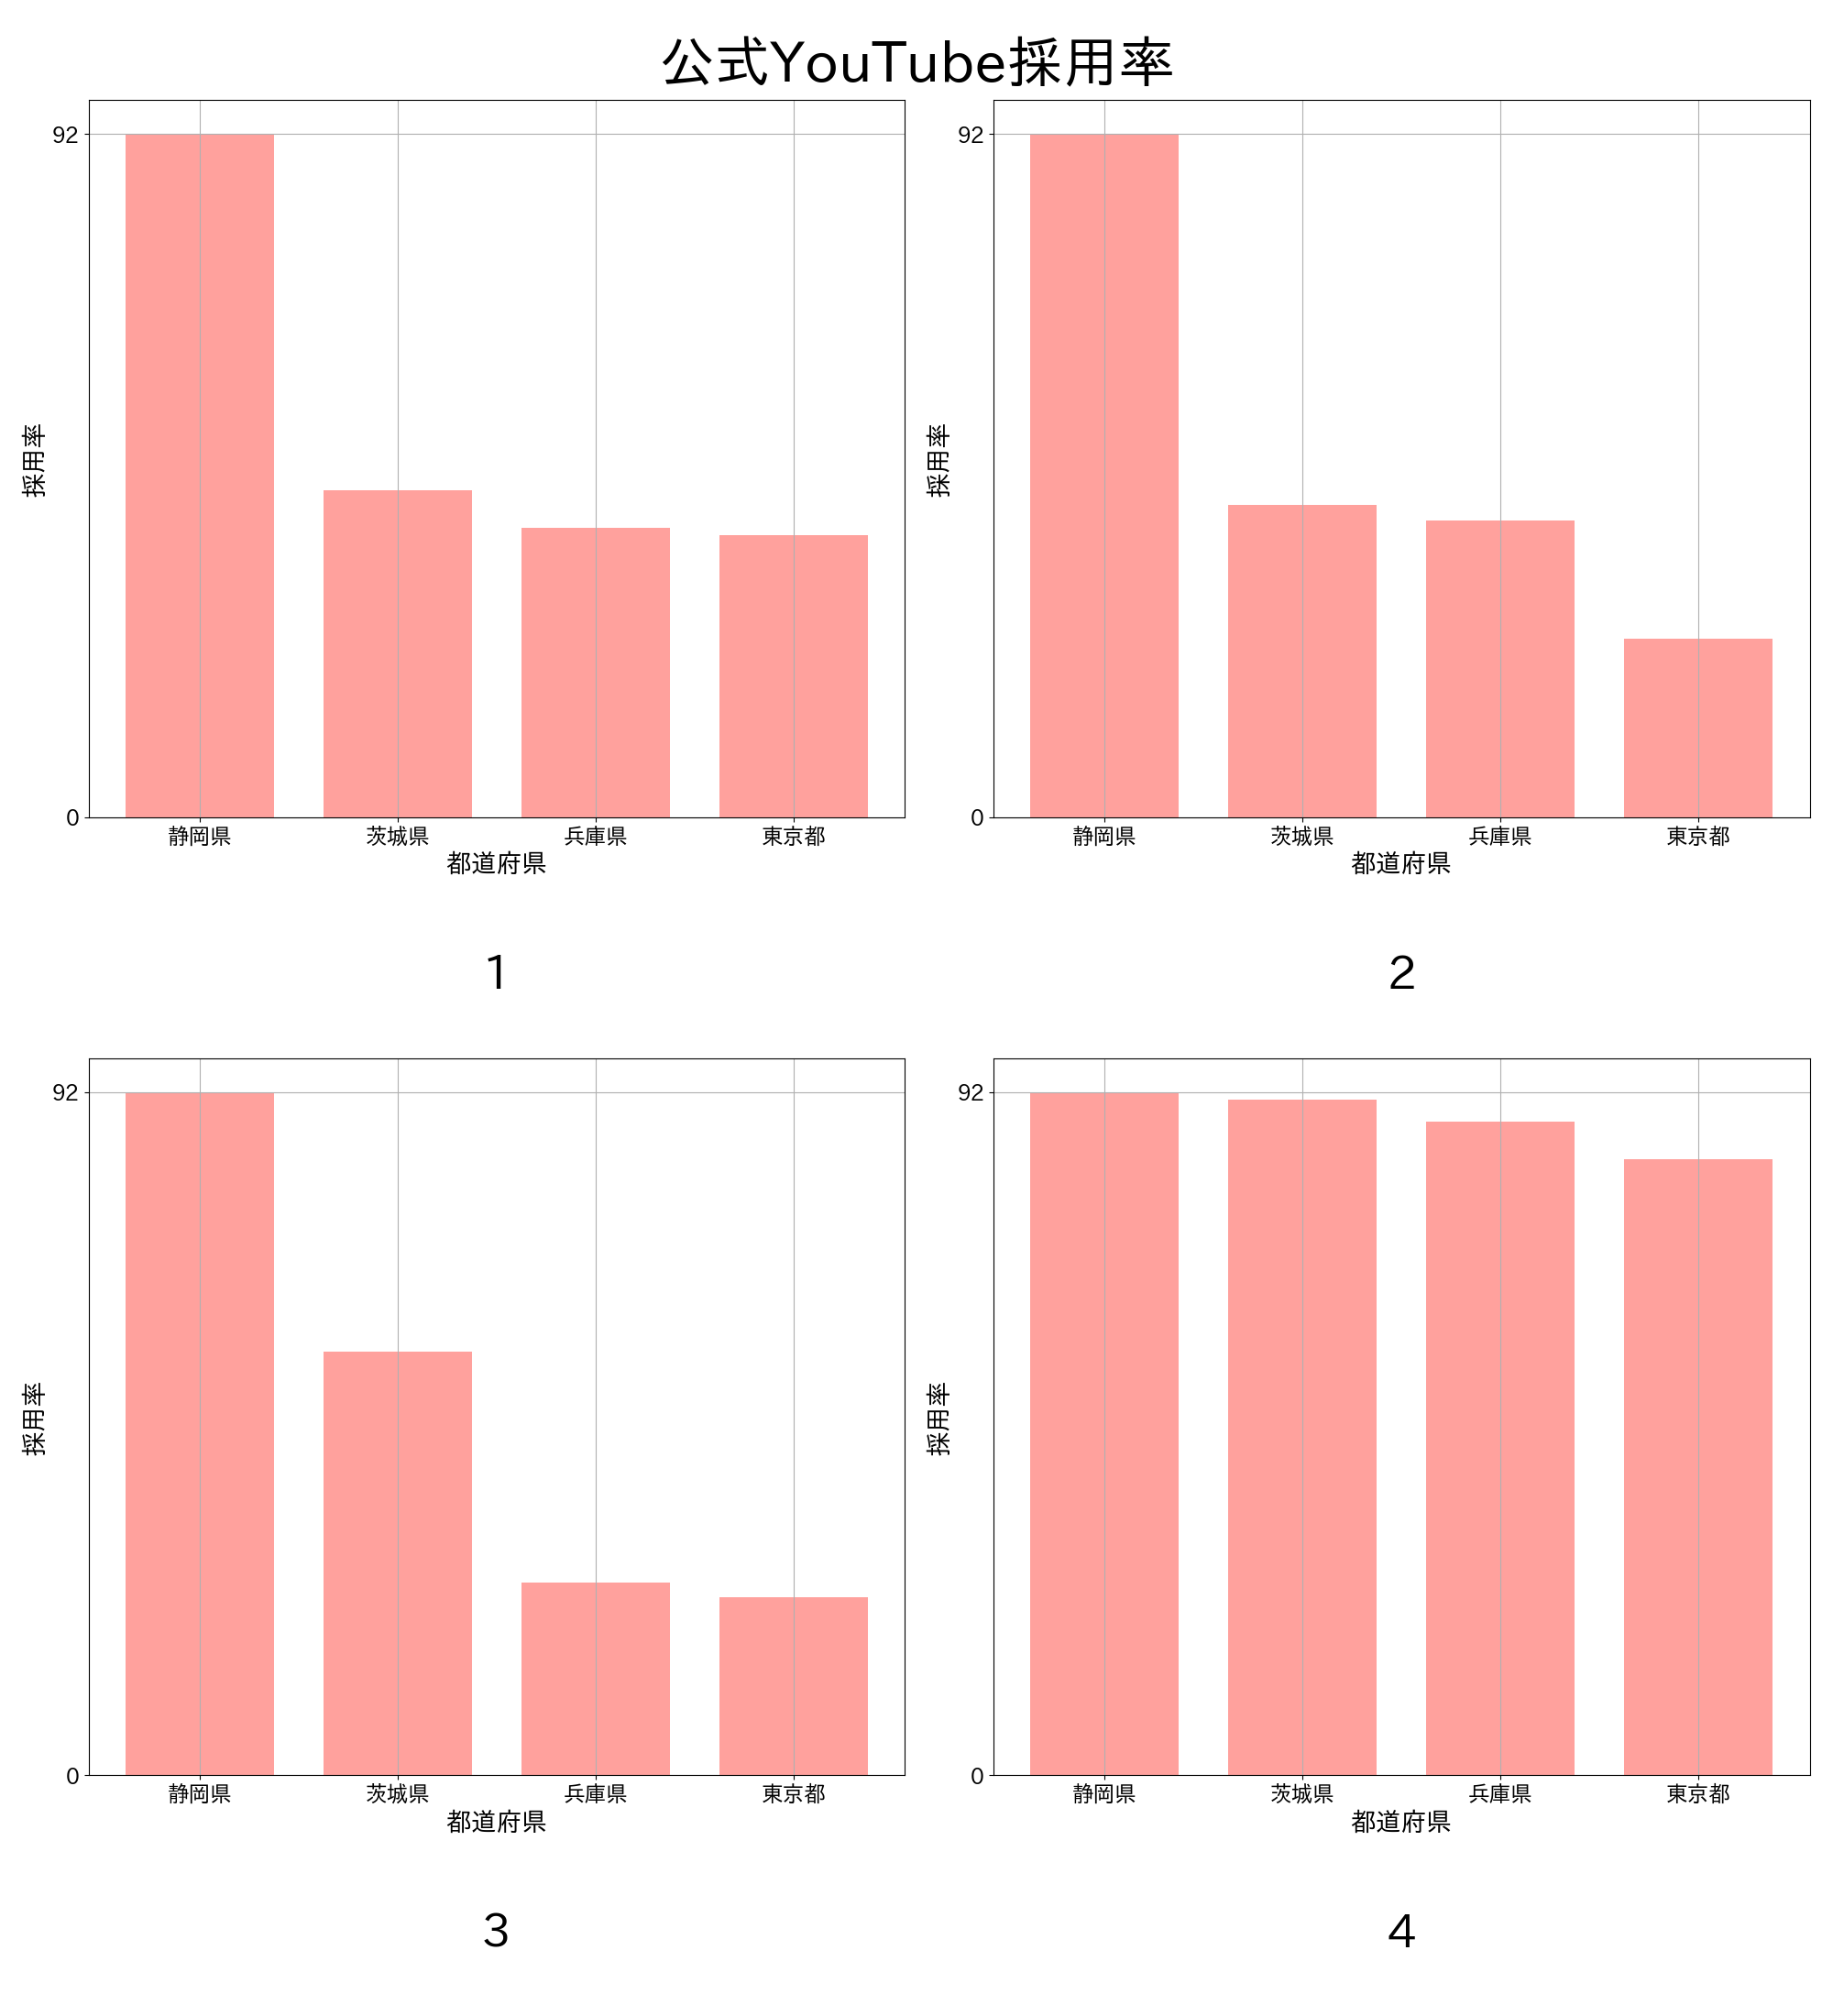 公式YouTube採用率
92
0
採用率
静岡県 茨城県 兵庫県 東京都
都道府県
1
92
0
採用率
静岡県 茨城県 兵庫県 東京都
都道府県
2
92
0
採用率
静岡県 茨城県 兵庫県 東京都
都道府県
3
92
0
採用率
静岡県 茨城県 兵庫県 東京都
都道府県
4